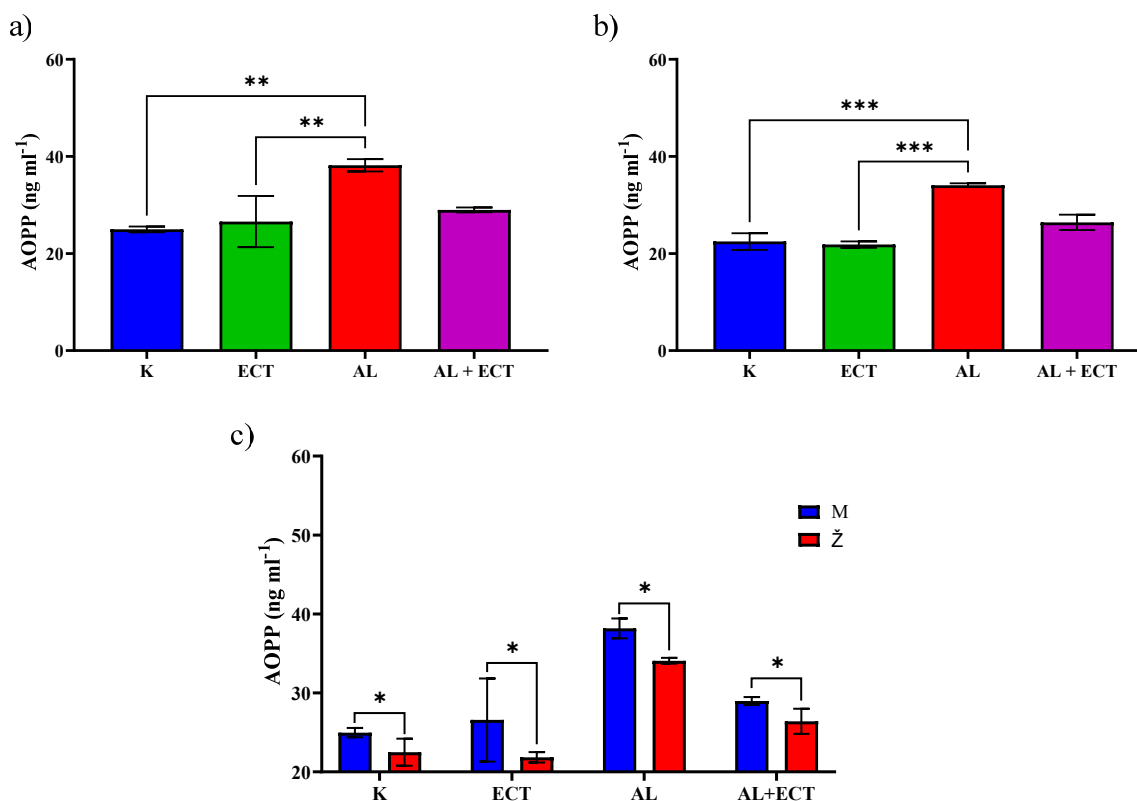 a)
60
40
20
0
AOPP (ng ml-1)
**
**
K ECT AL AL + ECT
b)
60
40
20
0
AOPP (ng ml-1)
***
***
K ECT AL AL + ECT
c)
60
50
40
30
20
AOPP (ng ml-1)
M
Ž
*
*
*
*
K ECT AL AL+ECT